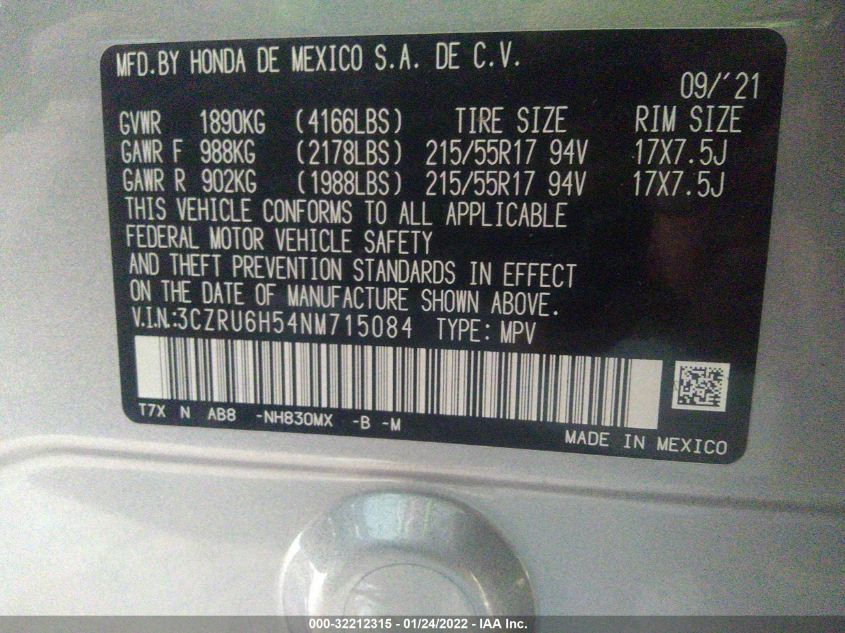 MFD.BY HONDA DE MEXICO S.A. DE C.V.
09/'21
GVWR 1890KG (4166LBS) TIRE SIZE RIM SIZE
GAWR F 988KG (2178LBS) 215/55R17 94V 17X7.5J
GAWR R 902KG (1988LBS) 215/55R17 94V 17X7.5J
THIS VEHICLE CONFORMS TO ALL APPLICABLE
FEDERAL MOTOR VEHICLE SAFETY
AND THEFT PREVENTION STANDARDS IN EFFECT
ON THE DATE OF MANUFACTURE SHOWN ABOVE.
V.I.N.:3CZRU6H54NM715084 TYPE: MPV
T7X N AB8 -NH830MX -B -M
MADE IN MEXICO
000-32212315 - 01/24/2022 - IAA Inc.